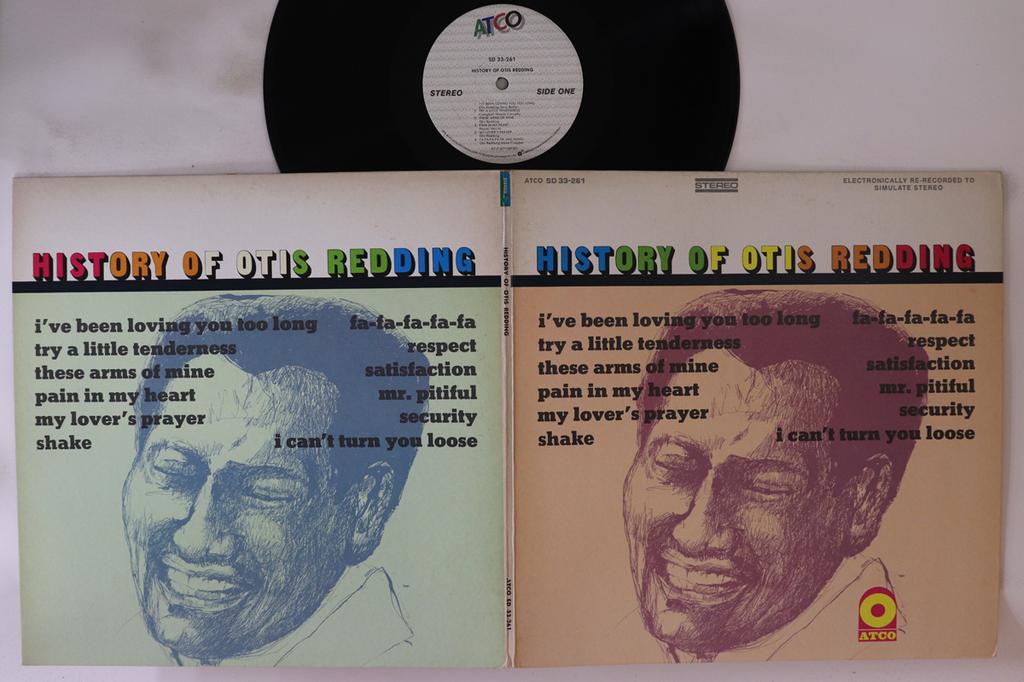 ATCO
SD 33-261
HISTORY OF OTIS REDDING
STEREO
SIDE ONE
HISTORY OF OTIS REDDING
i've been loving you too long
fa-fa-fa-fa-fa
try a little tenderness
respect
these arms of mine
satisfaction
pain in my heart
mr. pitiful
my lover's prayer
security
shake
i can't turn you loose
HISTORY OF OTIS REDDING
ATCO SD 33-261
ATCO SD 33-261
STEREO
ELECTRONICALLY RE-RECORDED TO
SIMULATE STEREO
HISTORY OF OTIS REDDING
i've been loving you too long
fa-fa-fa-fa-fa
try a little tenderness
respect
these arms of mine
satisfaction
pain in my heart
mr. pitiful
my lover's prayer
security
shake
i can't turn you loose
ATCO